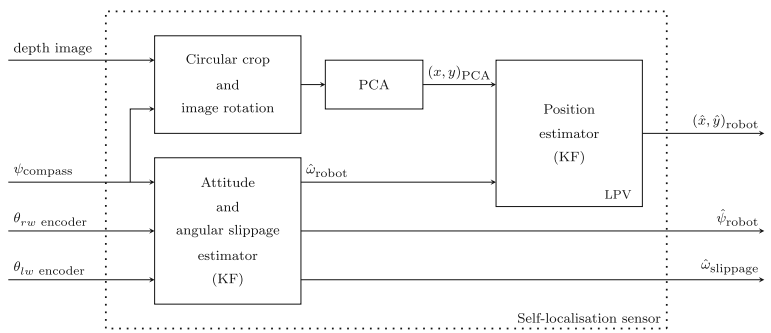 depth image
Circular crop
and
image rotation
PCA
(x, y)PCA
Position
estimator
(KF)
LPV
(x̂, ŷ)robot
ψcompass
Attitude
and
angular slippage
estimator
(KF)
ω̂robot
θrw encoder
ψ̂robot
θlw encoder
ω̂slippage
Self-localisation sensor